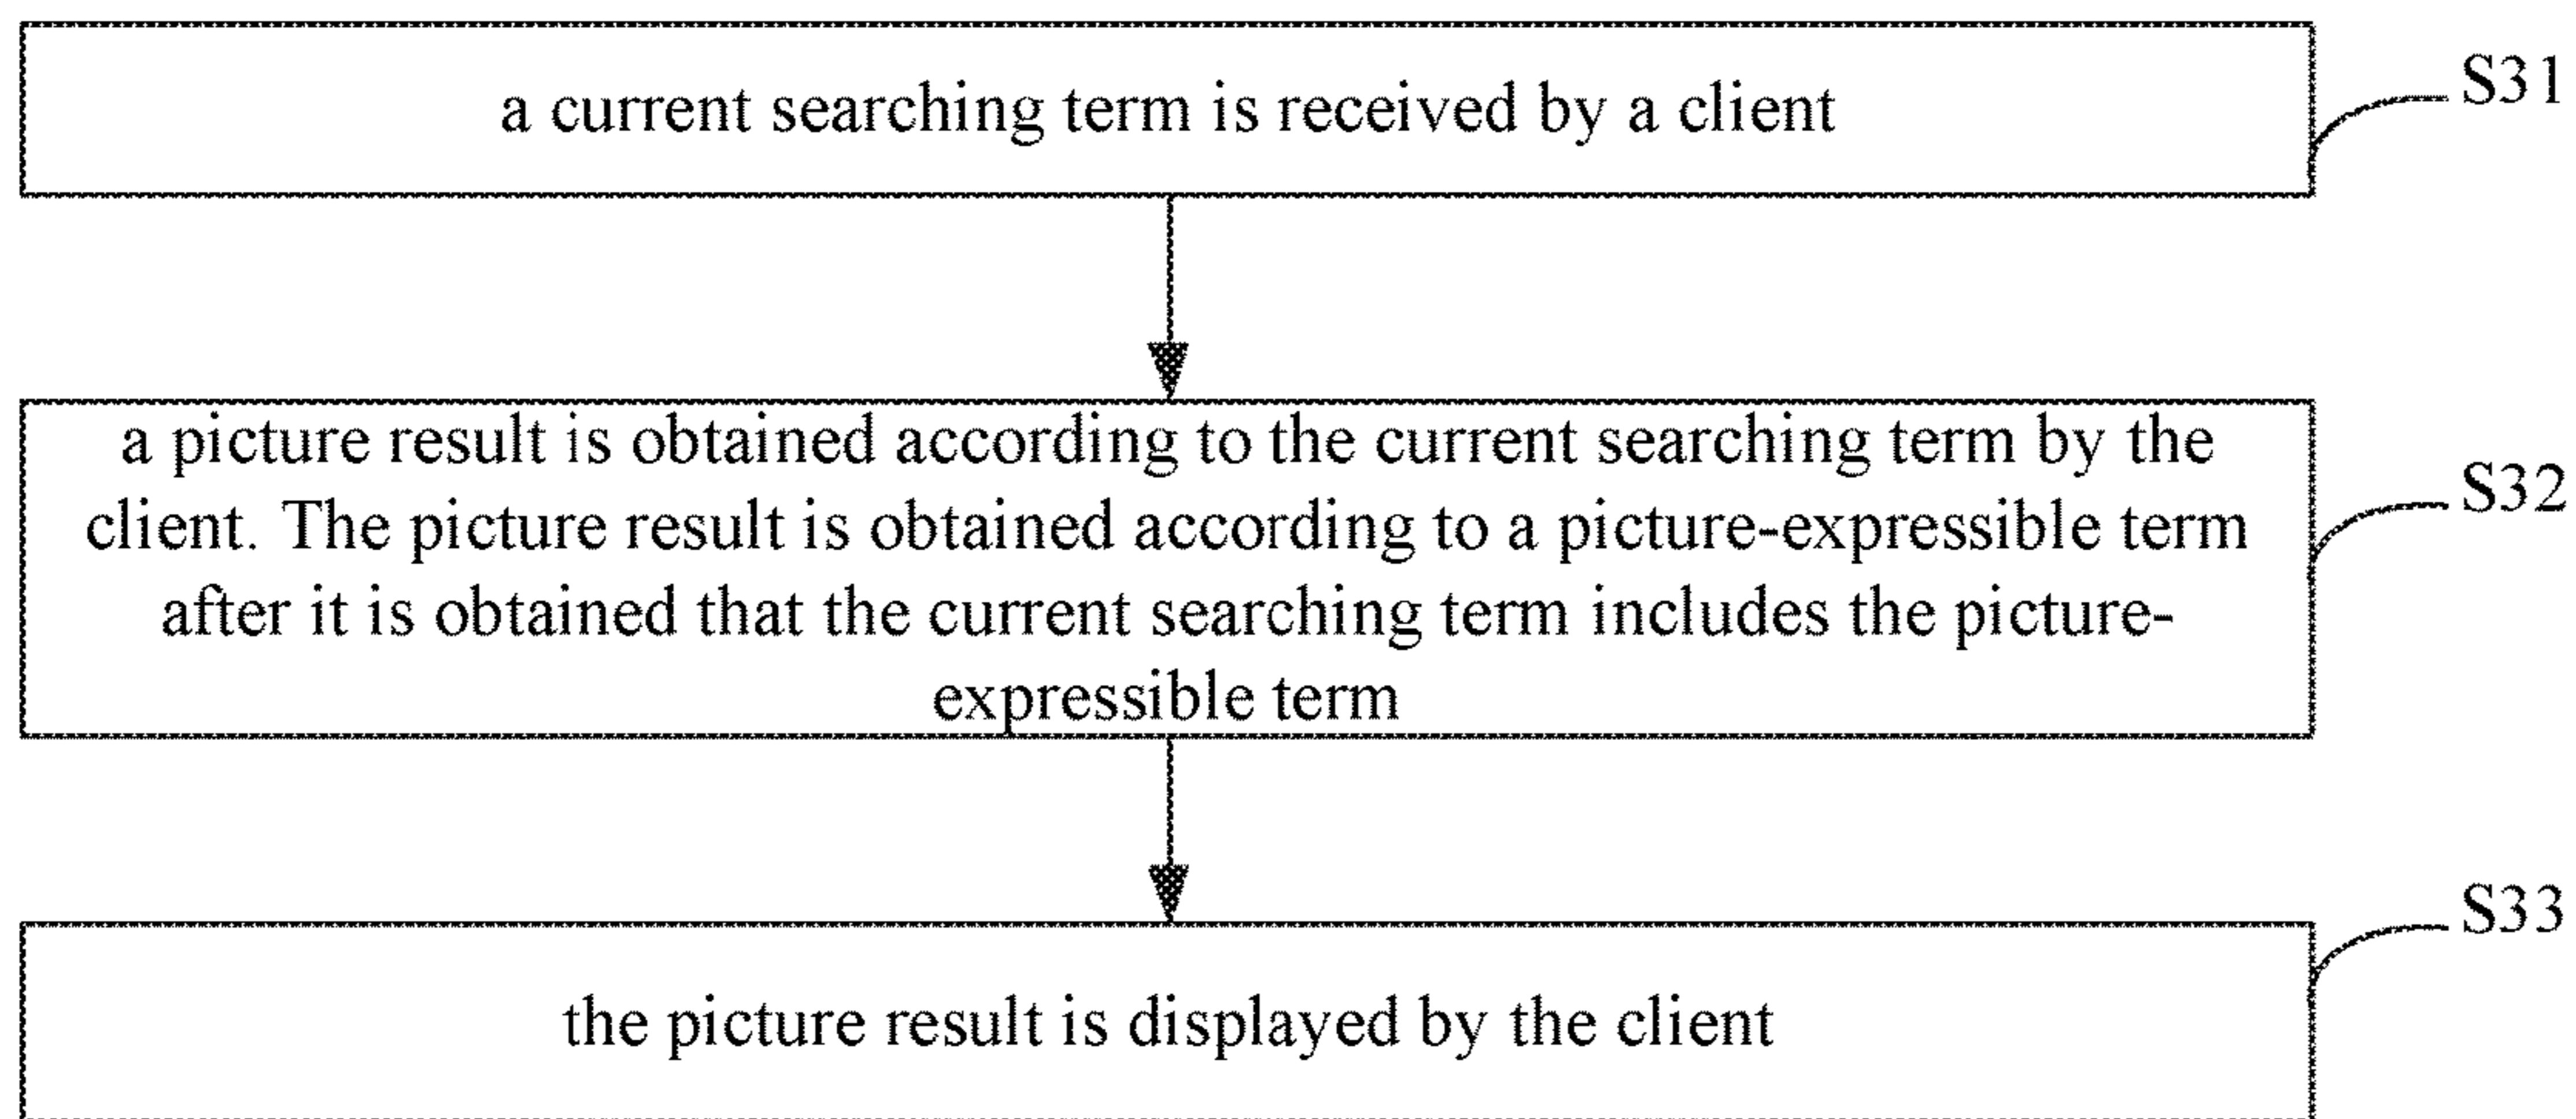 a current searching term is received by a client
S31
a picture result is obtained according to the current searching term by the
client. The picture result is obtained according to a picture-expressible term
after it is obtained that the current searching term includes the picture-
expressible term
S32
the picture result is displayed by the client
S33